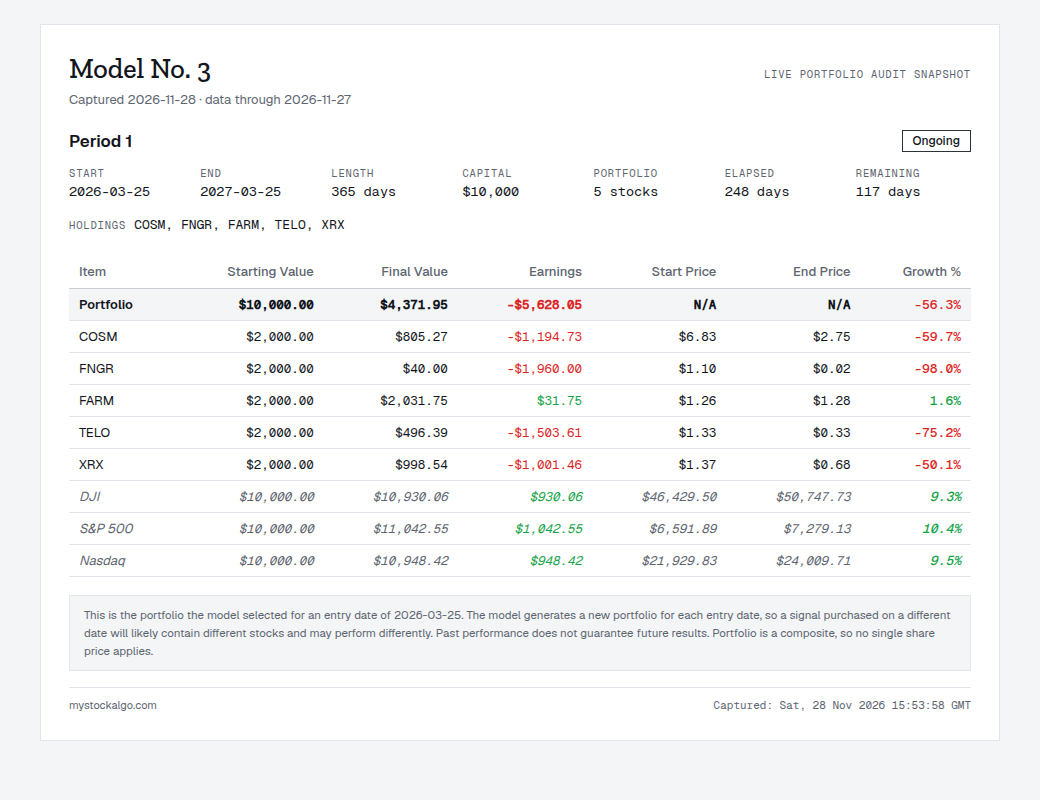 Model No. 3
LIVE PORTFOLIO AUDIT SNAPSHOT
Captured 2026-11-28 · data through 2026-11-27
Period 1
Ongoing
START END LENGTH CAPITAL PORTFOLIO ELAPSED REMAINING
2026-03-25 2027-03-25 365 days $10,000 5 stocks 248 days 117 days
HOLDINGS COSM, FNGR, FARM, TELO, XRX
Item Starting Value Final Value Earnings Start Price End Price Growth %
Portfolio $10,000.00 $4,371.95 -$5,628.05 N/A N/A -56.3%
COSM $2,000.00 $805.27 -$1,194.73 $6.83 $2.75 -59.7%
FNGR $2,000.00 $40.00 -$1,960.00 $1.10 $0.02 -98.0%
FARM $2,000.00 $2,031.75 $31.75 $1.26 $1.28 1.6%
TELO $2,000.00 $496.39 -$1,503.61 $1.33 $0.33 -75.2%
XRX $2,000.00 $998.54 -$1,001.46 $1.37 $0.68 -50.1%
DJI $10,000.00 $10,930.06 $930.06 $46,429.50 $50,747.73 9.3%
S&P 500 $10,000.00 $11,042.55 $1,042.55 $6,591.89 $7,279.13 10.4%
Nasdaq $10,000.00 $10,948.42 $948.42 $21,929.83 $24,009.71 9.5%
This is the portfolio the model selected for an entry date of 2026-03-25. The model generates a new portfolio for each entry date, so a signal purchased on a different
date will likely contain different stocks and may perform differently. Past performance does not guarantee future results. Portfolio is a composite, so no single share
price applies.
mystockalgo.com
Captured: Sat, 28 Nov 2026 15:53:58 GMT